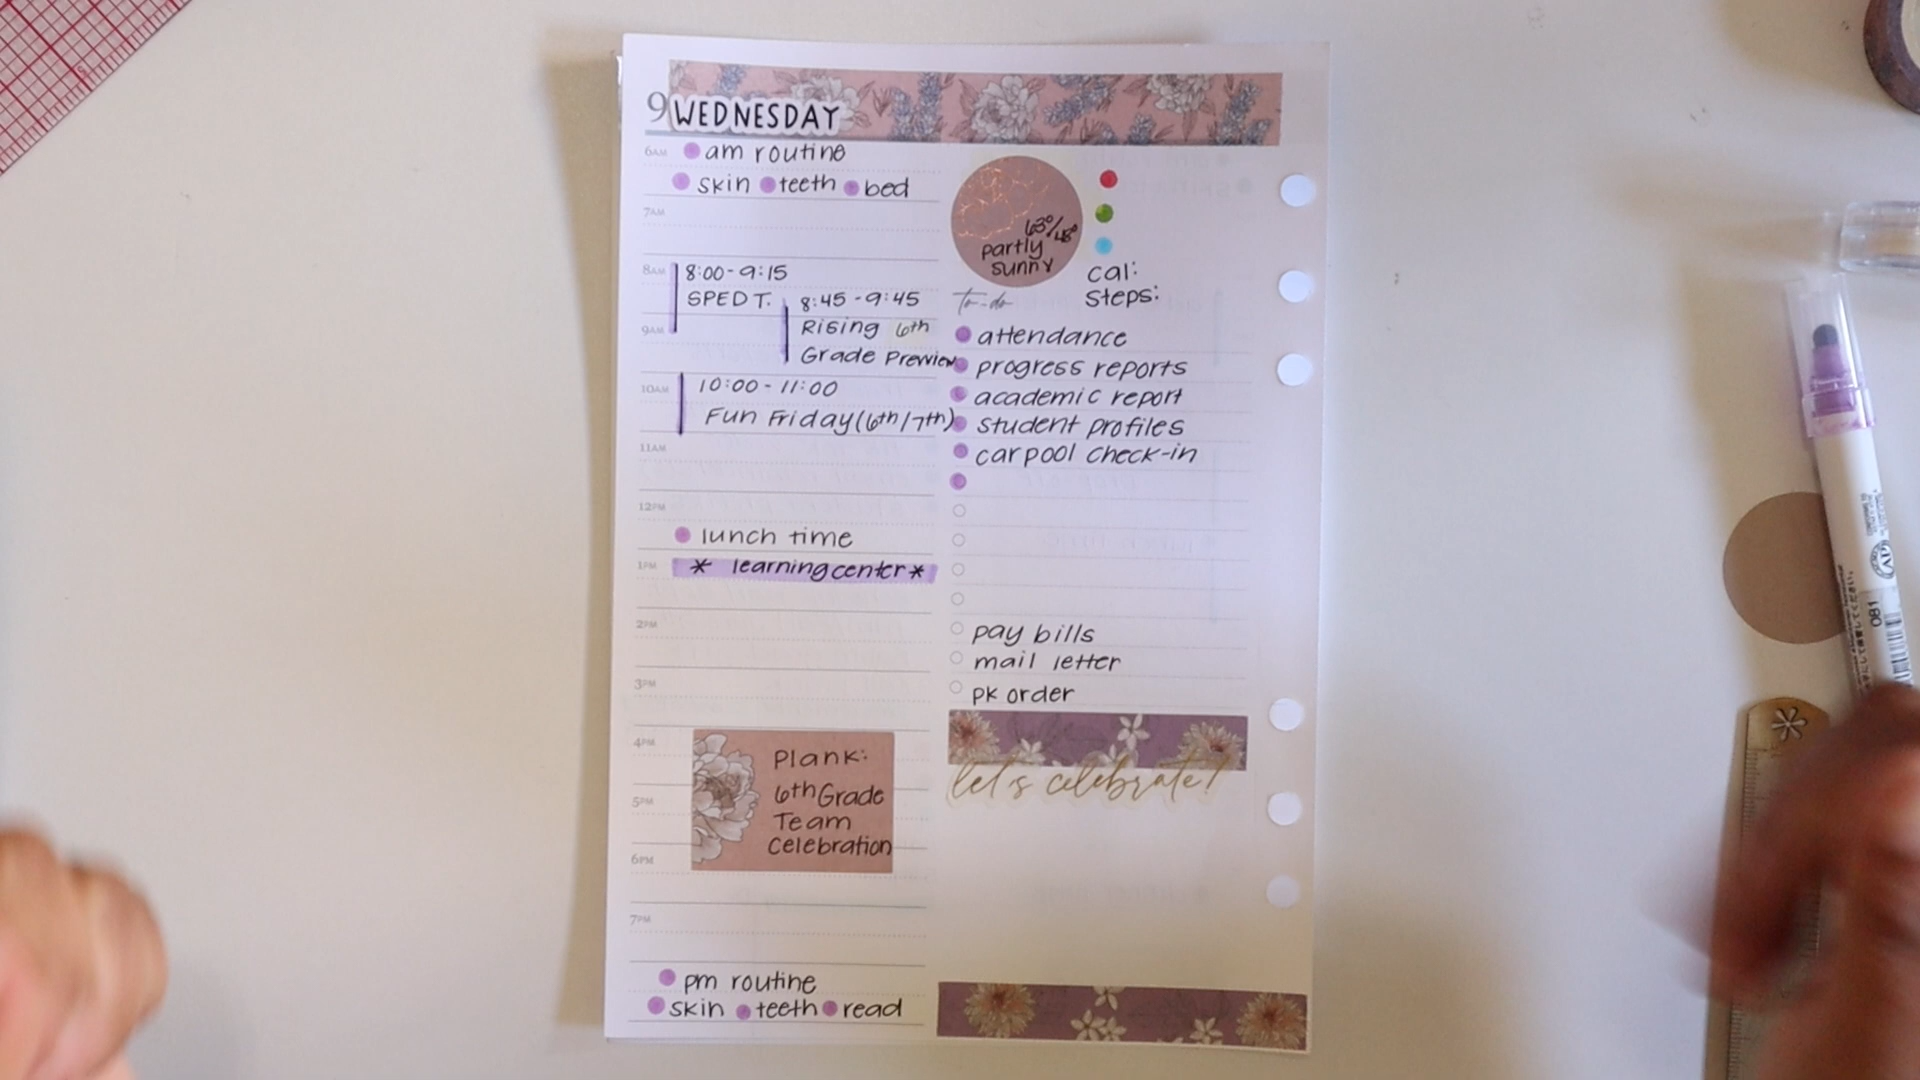 9 WEDNESDAY
6AM am routine
skin teeth bed
7AM
8AM 8:00-9:15
SPED T. 8:45-9:45
9AM Rising 6th
Grade Preview
10AM 10:00-11:00
Fun Friday (6th/7th)
11AM
12PM
lunch time
1PM * learning center *
2PM
3PM
4PM Plank:
6th Grade
5PM Team
Celebration
6PM
7PM
pm routine
skin teeth read
63°/48°
partly
sunny
cal:
steps:
to-do
attendance
progress reports
academic report
student profiles
carpool check-in
pay bills
mail letter
pk order
let's celebrate!
081